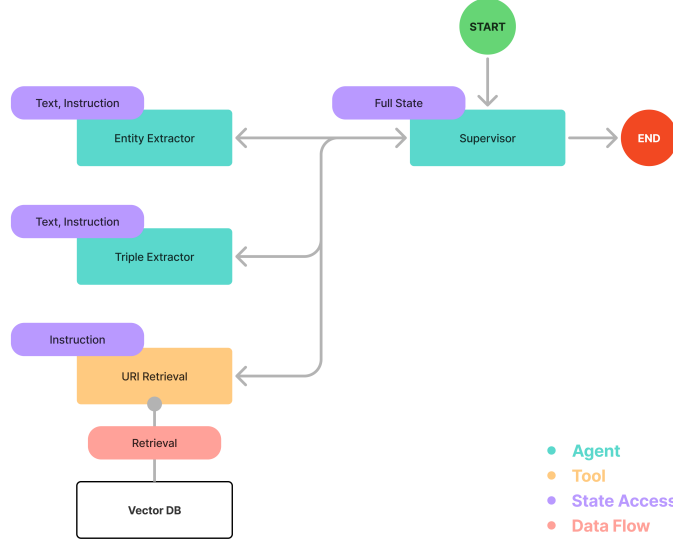 START
Text, Instruction
Full State
Entity Extractor
Supervisor
END
Text, Instruction
Triple Extractor
Instruction
URI Retrieval
Retrieval
Vector DB
Agent
Tool
State Access
Data Flow